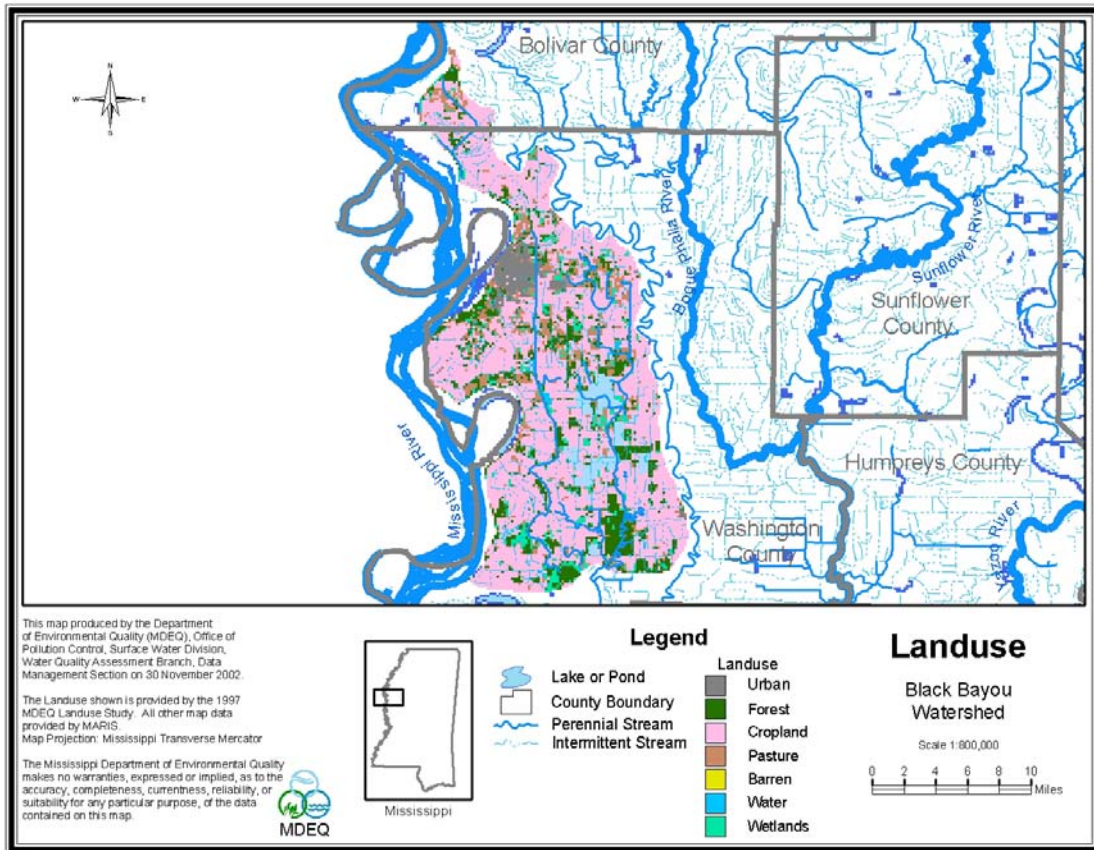 Bolivar County
N
W
E
S
Bogue Phalia River
Sunflower River
Sunflower
County
Mississippi River
Humpreys County
Washington
County
Yazoo River
This map produced by the Department
of Environmental Quality (MDEQ), Office of
Pollution Control, Surface Water Division,
Water Quality Assessment Branch, Data
Management Section on 30 November 2002.
The Landuse shown is provided by the 1997
MDEQ Landuse Study. All other map data
provided by MARIS.
Map Projection: Mississippi Transverse Mercator
The Mississippi Department of Environmental Quality
makes no warranties, expressed or implied, as to the
accuracy, completeness, currentness, reliability, or
suitability for any particular purpose, of the data
contained on this map.
MDEQ
Mississippi
Legend
Lake or Pond
County Boundary
Perennial Stream
Intermittent Stream
Landuse
Urban
Forest
Cropland
Pasture
Barren
Water
Wetlands
Landuse
Black Bayou
Watershed
Scale 1:800,000
0 2 4 6 8 10
Miles